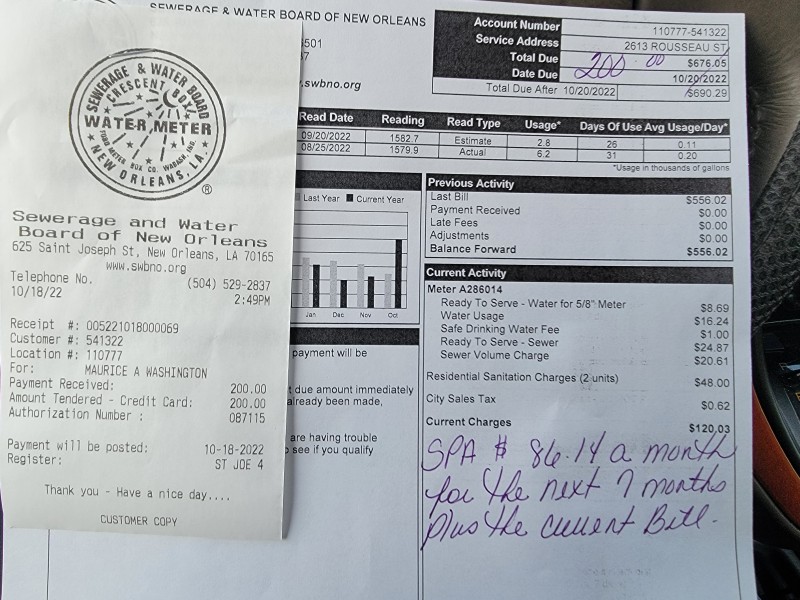 SEWERAGE & WATER BOARD OF NEW ORLEANS
501
7
.swbno.org
Account Number 110777-541322
Service Address 2613 ROUSSEAU ST
Total Due $676.05
200.00
Date Due 10/20/2022
Total Due After 10/20/2022 $690.29
Read Date Reading Read Type Usage* Days Of Use Avg Usage/Day*
09/20/2022 1582.7 Estimate 2.8 26 0.11
08/25/2022 1579.9 Actual 6.2 31 0.20
*Usage in thousands of gallons
Last Year Current Year
Jan Dec Nov Oct
payment will be
t due amount immediately
already been made,
are having trouble
see if you qualify
Previous Activity
Last Bill $556.02
Payment Received $0.00
Late Fees $0.00
Adjustments $0.00
Balance Forward $556.02
Current Activity
Meter A286014
Ready To Serve - Water for 5/8" Meter $8.69
Water Usage $16.24
Safe Drinking Water Fee $1.00
Ready To Serve - Sewer $24.87
Sewer Volume Charge $20.61
Residential Sanitation Charges (2 units) $48.00
City Sales Tax $0.62
Current Charges $120.03
SPA $ 86.14 a month
for the next 7 months
plus the current Bill.
SEWERAGE & WATER BOARD
CRESCENT BOX
WATER METER
FORD METER BOX CO. WABASH, IND.
NEW ORLEANS, LA.
®
Sewerage and Water
Board of New Orleans
625 Saint Joseph St, New Orleans, LA 70165
www.swbno.org
Telephone No. (504) 529-2837
10/18/22 2:49PM
Receipt #: 005221018000069
Customer #: 541322
Location #: 110777
For: MAURICE A WASHINGTON
Payment Received: 200.00
Amount Tendered - Credit Card: 200.00
Authorization Number : 087115
Payment will be posted: 10-18-2022
Register: ST JOE 4
Thank you - Have a nice day....
CUSTOMER COPY